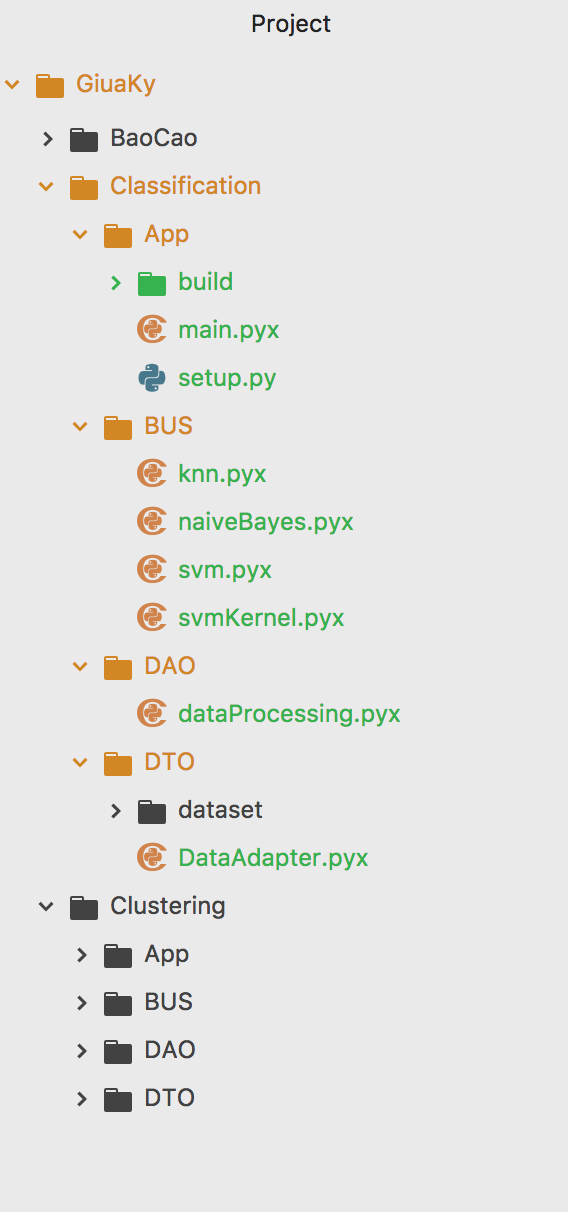 Project
GiuaKy
BaoCao
Classification
App
build
main.pyx
setup.py
BUS
knn.pyx
naiveBayes.pyx
svm.pyx
svmKernel.pyx
DAO
dataProcessing.pyx
DTO
dataset
DataAdapter.pyx
Clustering
App
BUS
DAO
DTO